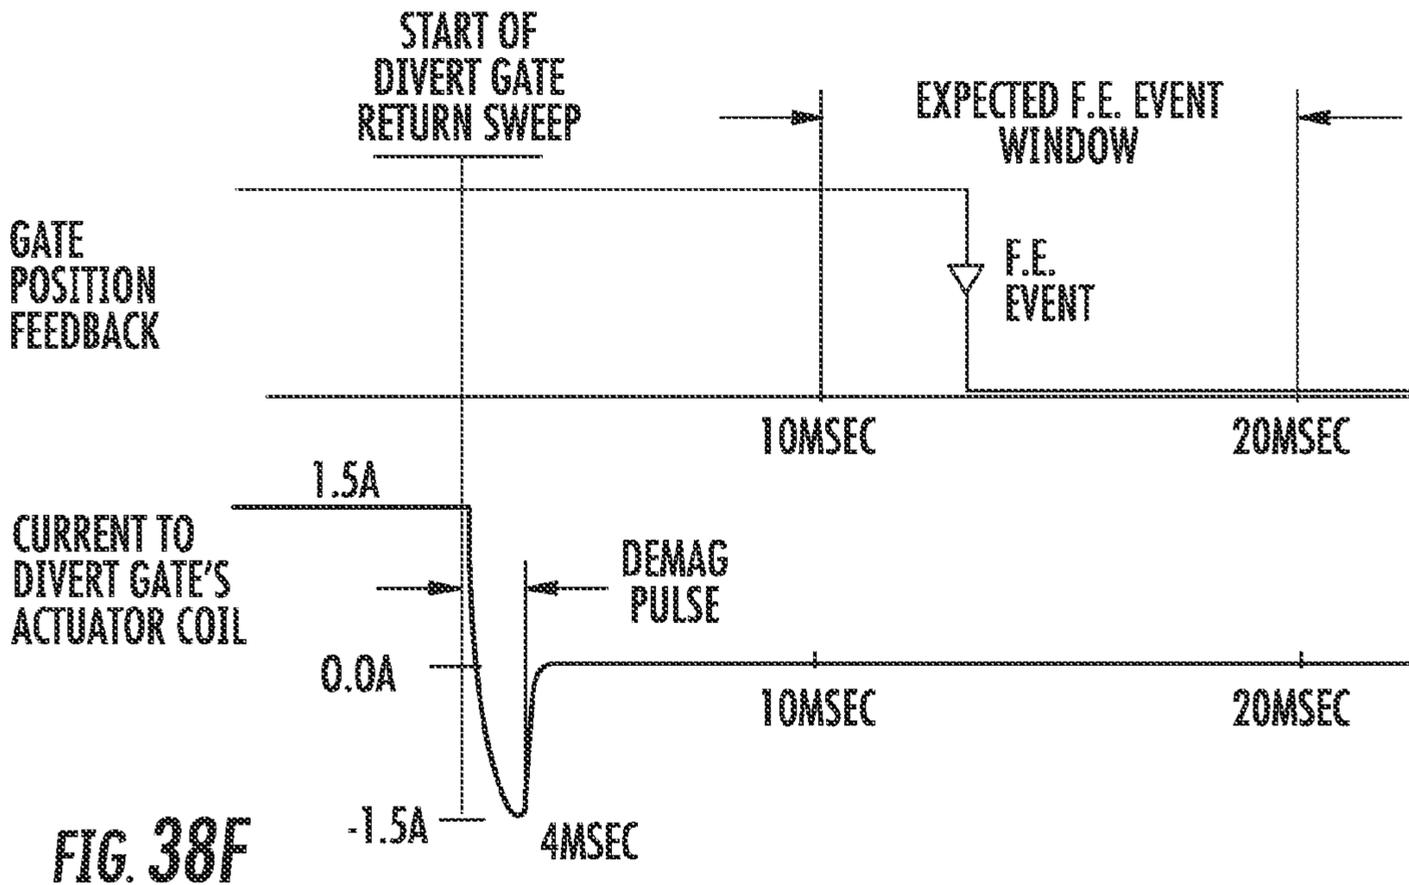 START OF
DIVERT GATE
RETURN SWEEP
EXPECTED F.E. EVENT
WINDOW
GATE
POSITION
FEEDBACK
F.E.
EVENT
10MSEC
20MSEC
1.5A
CURRENT TO
DIVERT GATE'S
ACTUATOR COIL
DEMAG
PULSE
0.0A
10MSEC
20MSEC
-1.5A
4MSEC
FIG. 38F